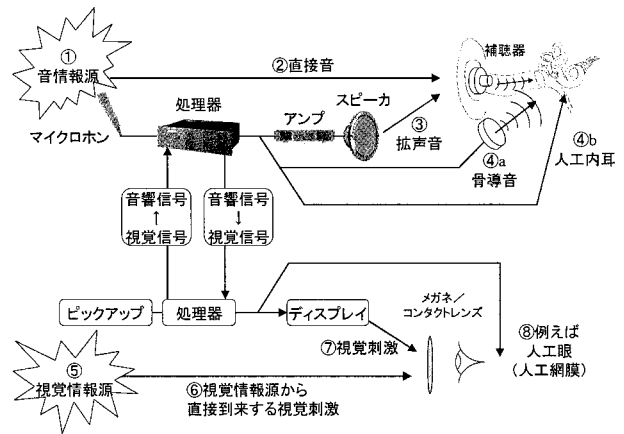 ①
音情報源
②直接音
補聴器
処理器
スピーカ
アンプ
マイクロホン
③
拡声音
④a
骨導音
④b
人工内耳
音響信号
↑
視覚信号
音響信号
↓
視覚信号
メガネ／
コンタクトレンズ
ピックアップ
処理器
ディスプレイ
⑦視覚刺激
⑧例えば
人工眼
(人工網膜)
⑤
視覚情報源
⑥視覚情報源から
直接到来する視覚刺激